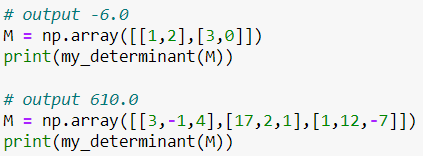 # output -6.0
M = np.array([[1,2],[3,0]])
print(my_determinant(M))
# output 610.0
M = np.array([[3,-1,4],[17,2,1],[1,12,-7]])
print(my_determinant(M))